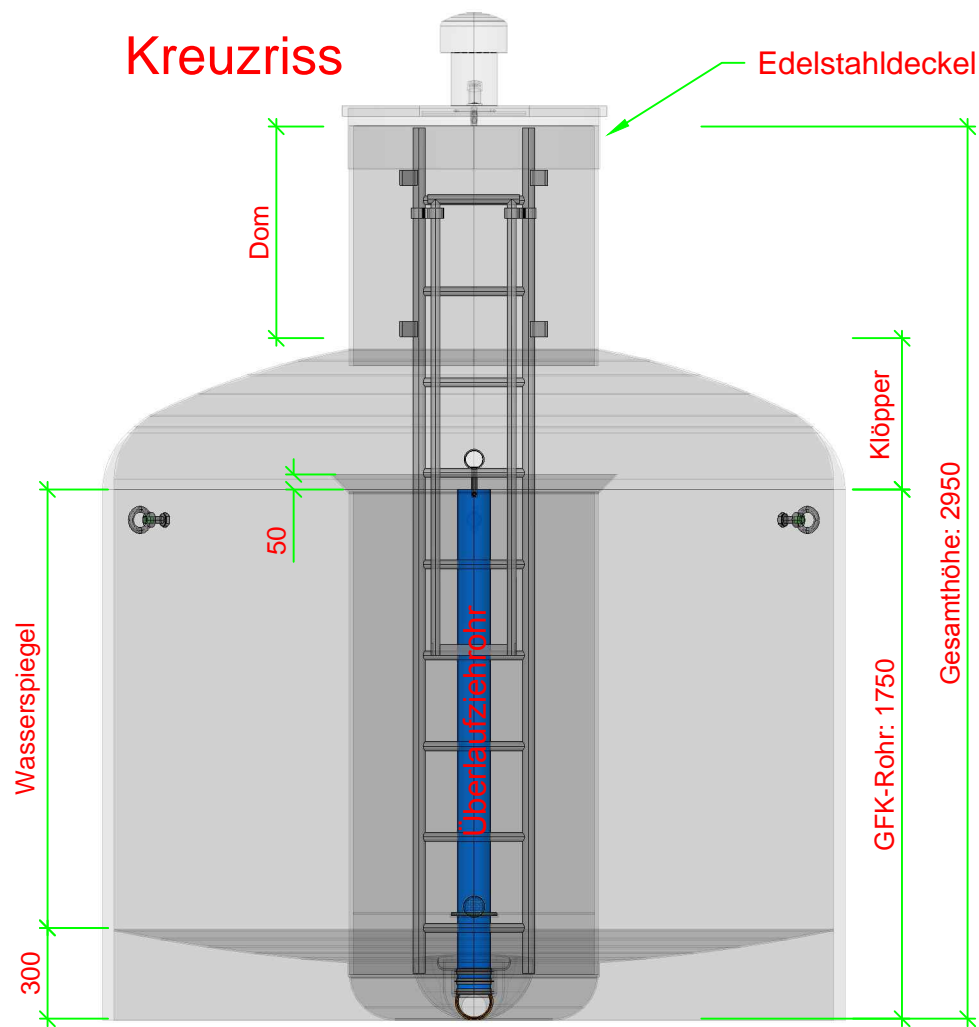 Kreuzriss
Edelstahldeckel
Dom
Klöpper
Gesamthöhe: 2950
50
Wasserspiegel
Überlaufziehrohr
GFK-Rohr: 1750
300